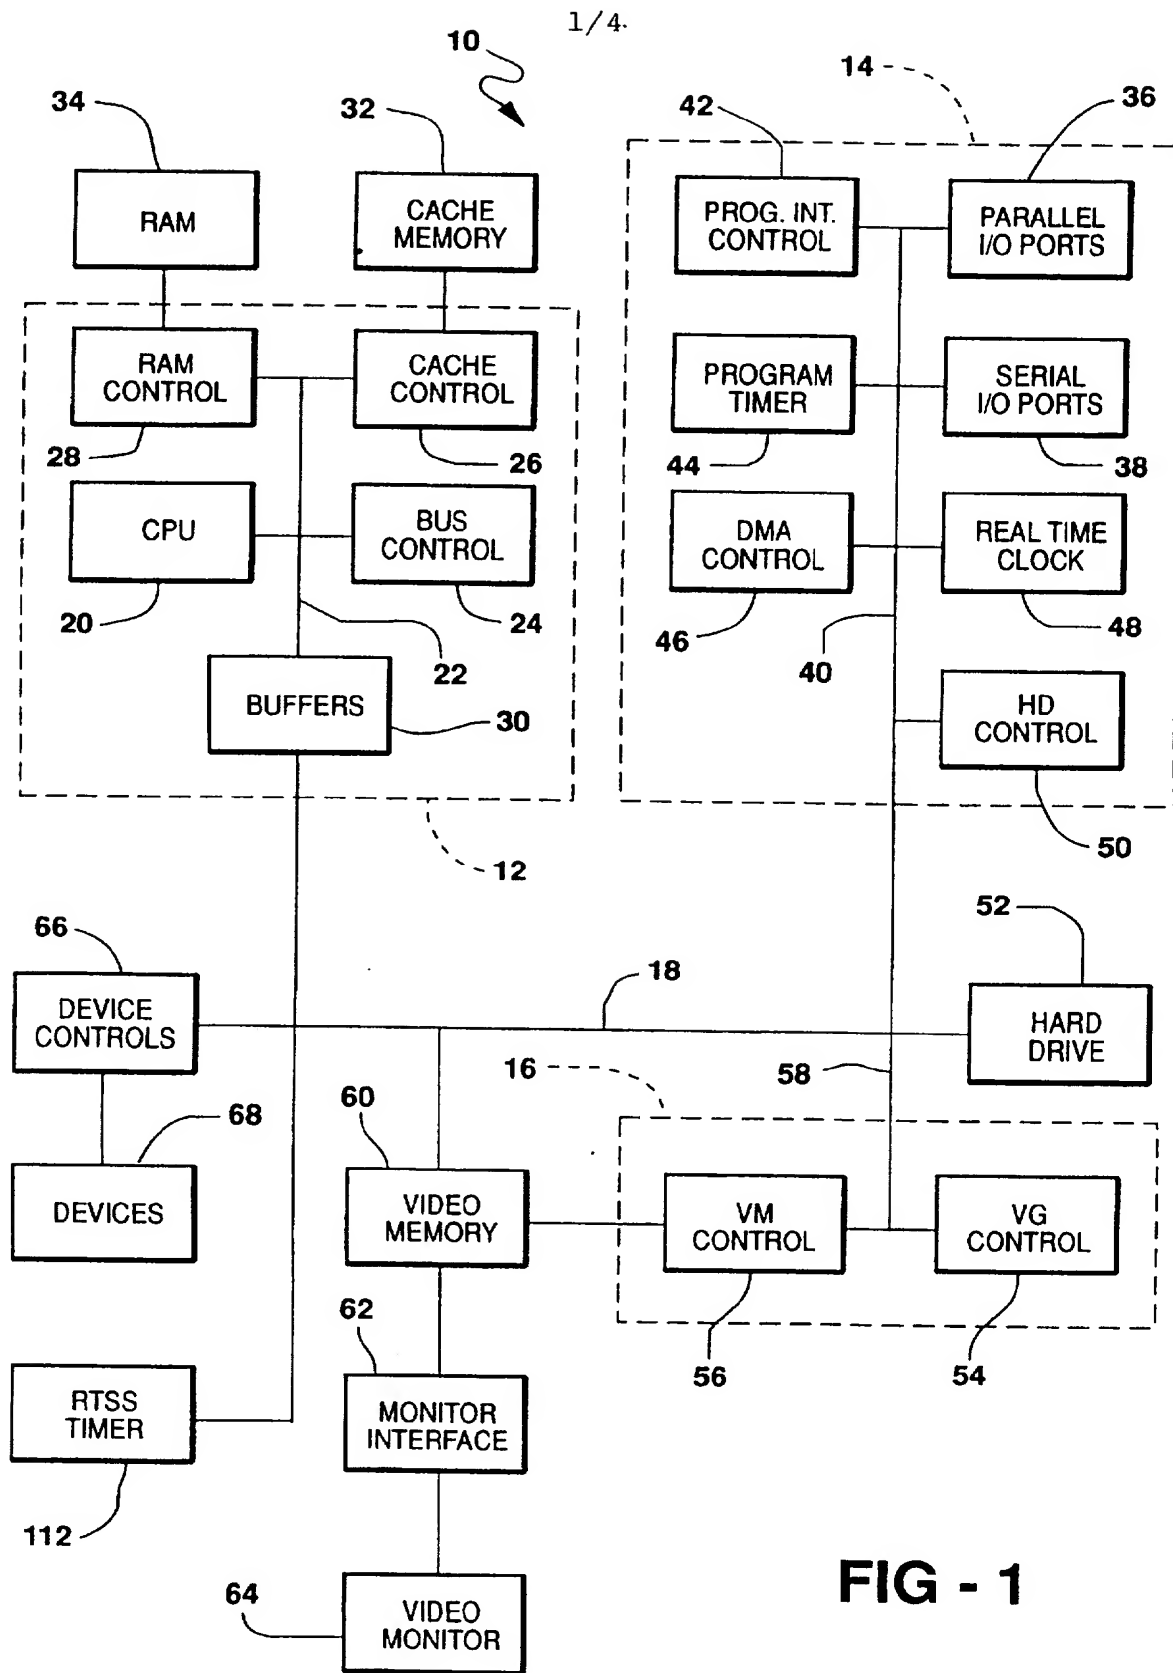 1/4.
10
14
34
32
42
36
RAM
CACHE
MEMORY
PROG. INT.
CONTROL
PARALLEL
I/O PORTS
RAM
CONTROL
CACHE
CONTROL
PROGRAM
TIMER
SERIAL
I/O PORTS
28
26
44
38
CPU
BUS
CONTROL
DMA
CONTROL
REAL TIME
CLOCK
20
24
46
48
22
40
BUFFERS
30
HD
CONTROL
50
12
52
66
18
DEVICE
CONTROLS
HARD
DRIVE
16
58
68
60
DEVICES
VIDEO
MEMORY
VM
CONTROL
VG
CONTROL
62
56
54
RTSS
TIMER
MONITOR
INTERFACE
112
64
VIDEO
MONITOR
FIG - 1